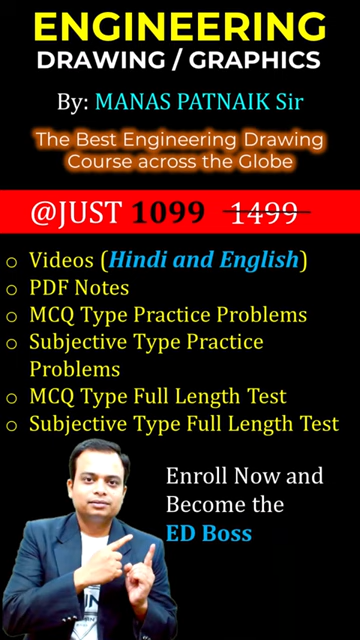 ENGINEERING
DRAWING / GRAPHICS
By: MANAS PATNAIK Sir
The Best Engineering Drawing
Course across the Globe
@JUST 1099 1499
o Videos (Hindi and English)
o PDF Notes
o MCQ Type Practice Problems
o Subjective Type Practice
Problems
o MCQ Type Full Length Test
o Subjective Type Full Length Test
Enroll Now and
Become the
ED Boss